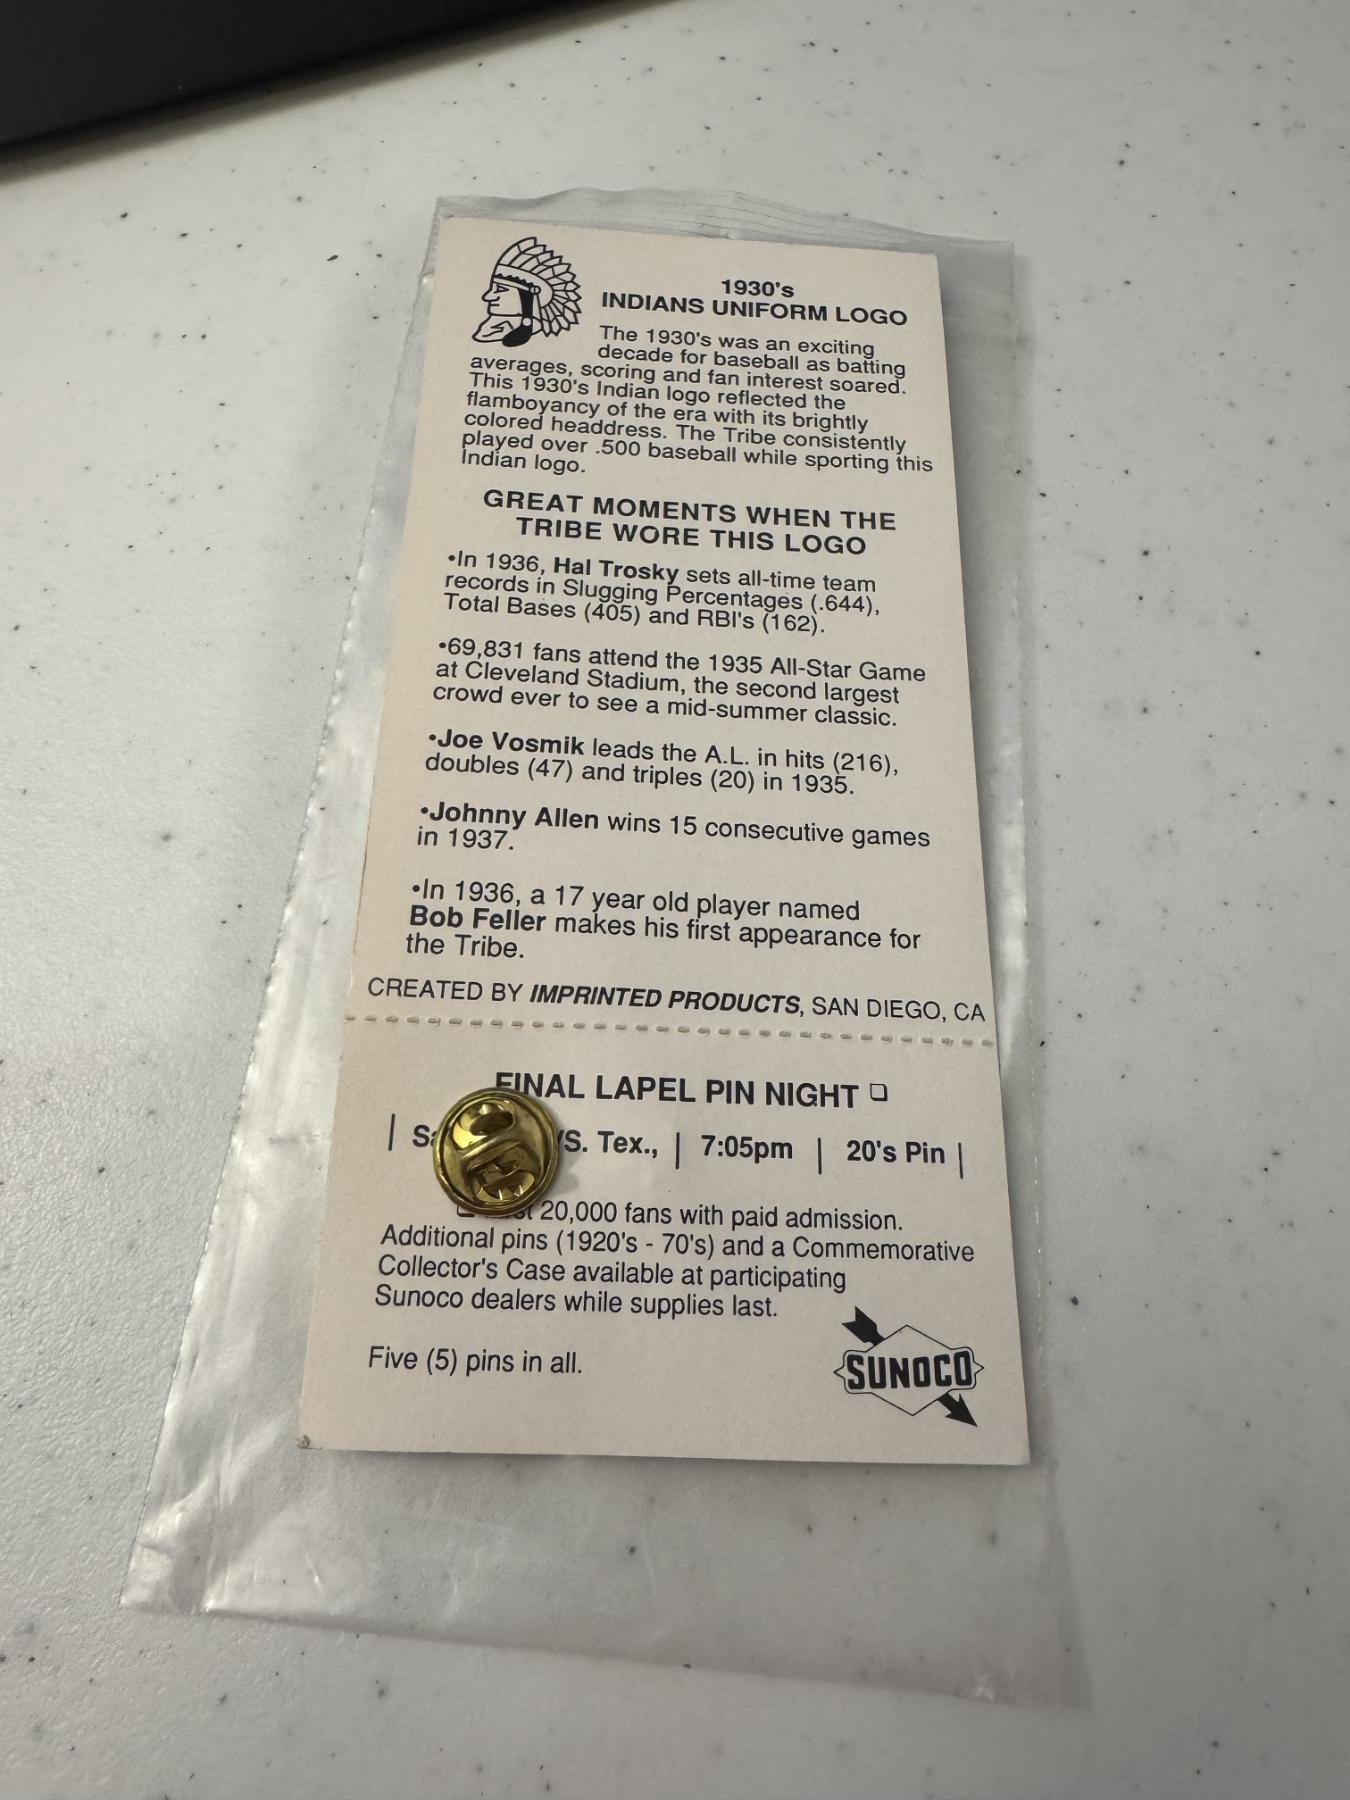 1930's
INDIANS UNIFORM LOGO
The 1930's was an exciting
decade for baseball as batting
averages, scoring and fan interest soared.
This 1930's Indian logo reflected the
flamboyancy of the era with its brightly
colored headdress. The Tribe consistently
played over .500 baseball while sporting this
Indian logo.
GREAT MOMENTS WHEN THE
TRIBE WORE THIS LOGO
•In 1936, Hal Trosky sets all-time team
records in Slugging Percentages (.644),
Total Bases (405) and RBI's (162).
•69,831 fans attend the 1935 All-Star Game
at Cleveland Stadium, the second largest
crowd ever to see a mid-summer classic.
•Joe Vosmik leads the A.L. in hits (216),
doubles (47) and triples (20) in 1935.
•Johnny Allen wins 15 consecutive games
in 1937.
•In 1936, a 17 year old player named
Bob Feller makes his first appearance for
the Tribe.
CREATED BY IMPRINTED PRODUCTS, SAN DIEGO, CA
FINAL LAPEL PIN NIGHT ❏
| VS. Tex., | 7:05pm | 20's Pin |
20,000 fans with paid admission.
Additional pins (1920's - 70's) and a Commemorative
Collector's Case available at participating
Sunoco dealers while supplies last.
Five (5) pins in all.
SUNOCO